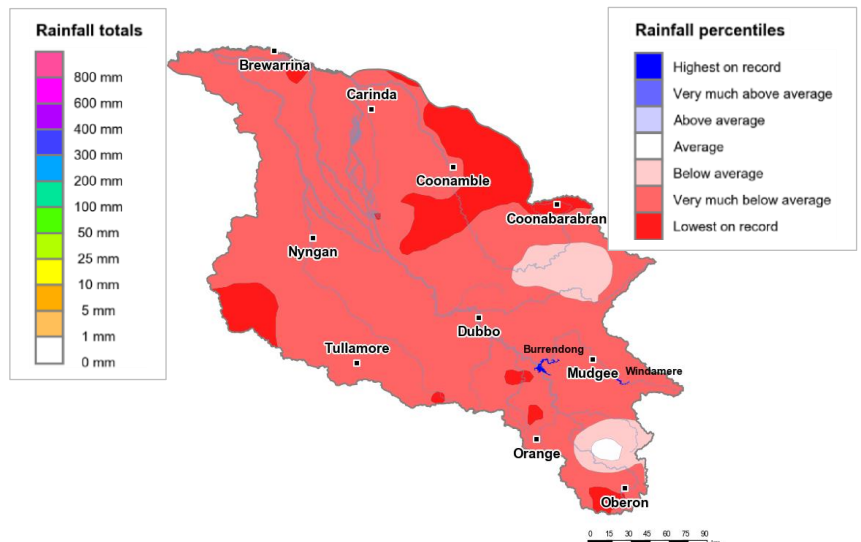 Rainfall totals
800 mm
600 mm
400 mm
300 mm
200 mm
100 mm
50 mm
25 mm
10 mm
5 mm
1 mm
0 mm
Rainfall percentiles
Highest on record
Very much above average
Above average
Average
Below average
Very much below average
Lowest on record
Brewarrina
Carinda
Coonamble
Coonabarabran
Nyngan
Dubbo
Tullamore
Burrendong
Mudgee
Windamere
Orange
Oberon
0 15 30 45 60 75 90